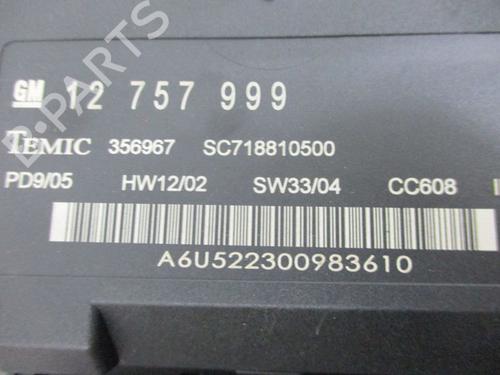 B-PARTS
GM 12 757 999
TEMIC 356967 SC718810500
PD9/05 HW12/02 SW33/04 CC608
A6U522300983610